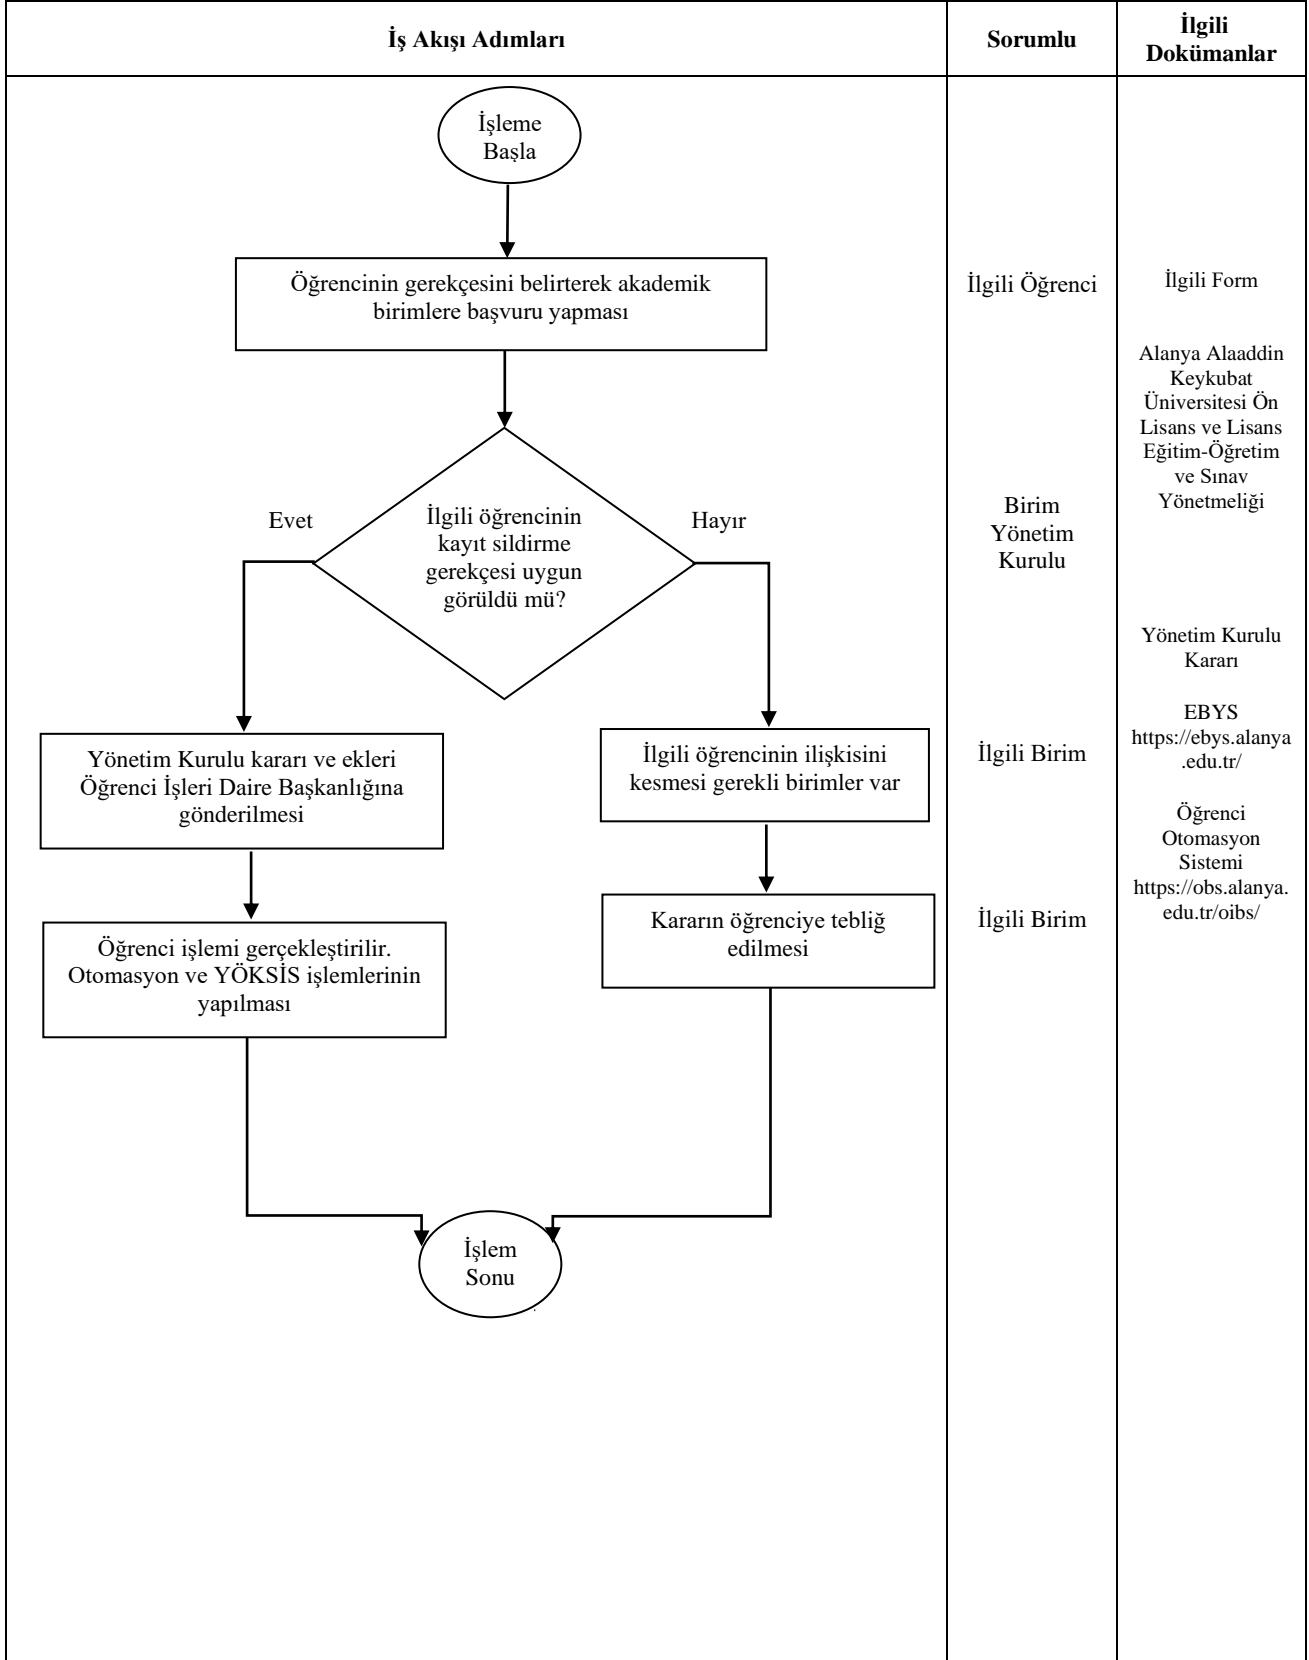 İş Akışı Adımları
Sorumlu
İlgili
Dokümanlar
İşleme
Başla
Öğrencinin gerekçesini belirterek akademik
birimlere başvuru yapması
İlgili Öğrenci
İlgili Form
Alanya Alaaddin
Keykubat
Üniversitesi Ön
Lisans ve Lisans
Eğitim-Öğretim
ve Sınav
Yönetmeliği
Evet
İlgili öğrencinin
kayıt sildirme
gerekçesi uygun
görüldü mü?
Hayır
Birim
Yönetim
Kurulu
Yönetim Kurulu
Kararı
Yönetim Kurulu kararı ve ekleri
Öğrenci İşleri Daire Başkanlığına
gönderilmesi
İlgili öğrencinin ilişkisini
kesmesi gerekli birimler var
İlgili Birim
EBYS
https://ebys.alanya
.edu.tr/
Öğrenci
Otomasyon
Sistemi
https://obs.alanya.
edu.tr/oibs/
Öğrenci işlemi gerçekleştirilir.
Otomasyon ve YÖKSİS işlemlerinin
yapılması
Kararın öğrenciye tebliğ
edilmesi
İlgili Birim
İşlem
Sonu